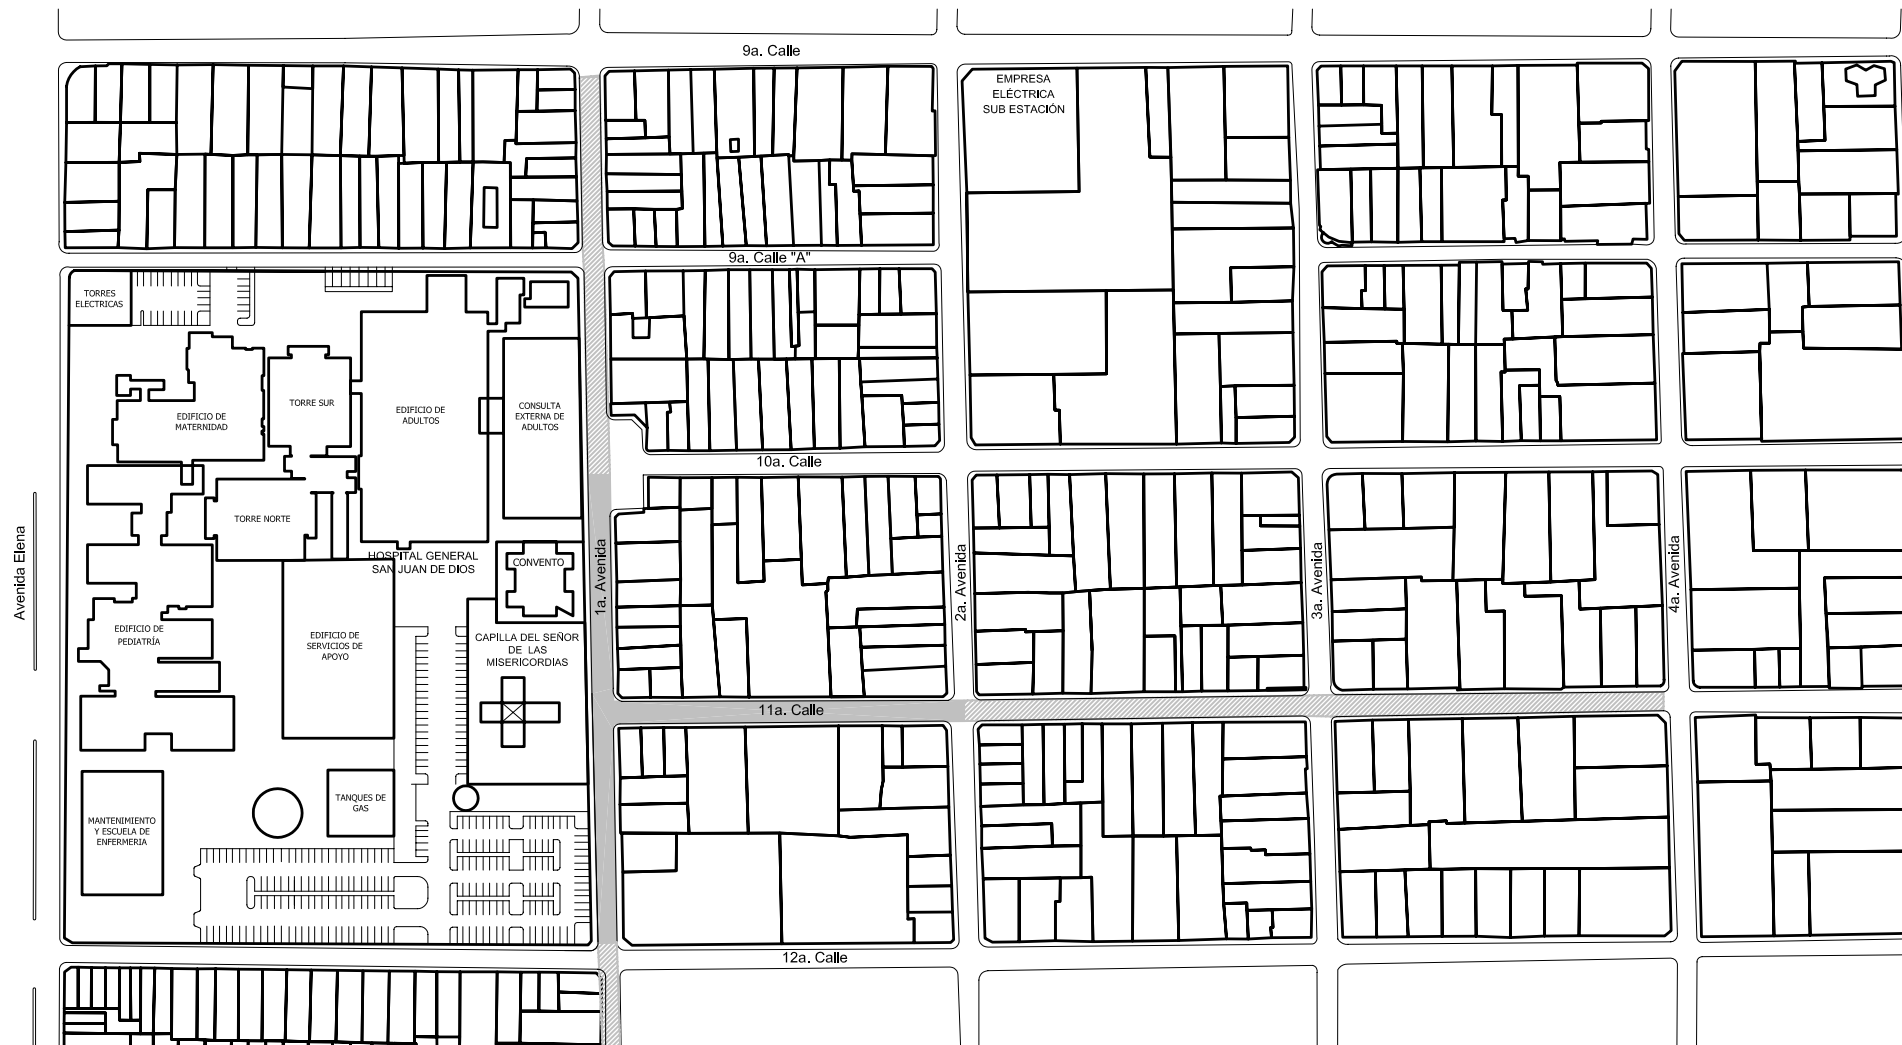 9a. Calle
EMPRESA
ELÉCTRICA
SUB ESTACIÓN
9a. Calle "A"
TORRES
ELECTRICAS
EDIFICIO DE
MATERNIDAD
TORRE SUR
EDIFICIO DE
ADULTOS
CONSULTA
EXTERNA DE
ADULTOS
10a. Calle
TORRE NORTE
HOSPITAL GENERAL
SAN JUAN DE DIOS
CONVENTO
Avenida Elena
1a. Avenida
2a. Avenida
3a. Avenida
4a. Avenida
EDIFICIO DE
PEDIATRÍA
EDIFICIO DE
SERVICIOS DE
APOYO
CAPILLA DEL SEÑOR
DE LAS
MISERICORDIAS
11a. Calle
TANQUES DE
GAS
MANTENIMIENTO
Y ESCUELA DE
ENFERMERIA
12a. Calle